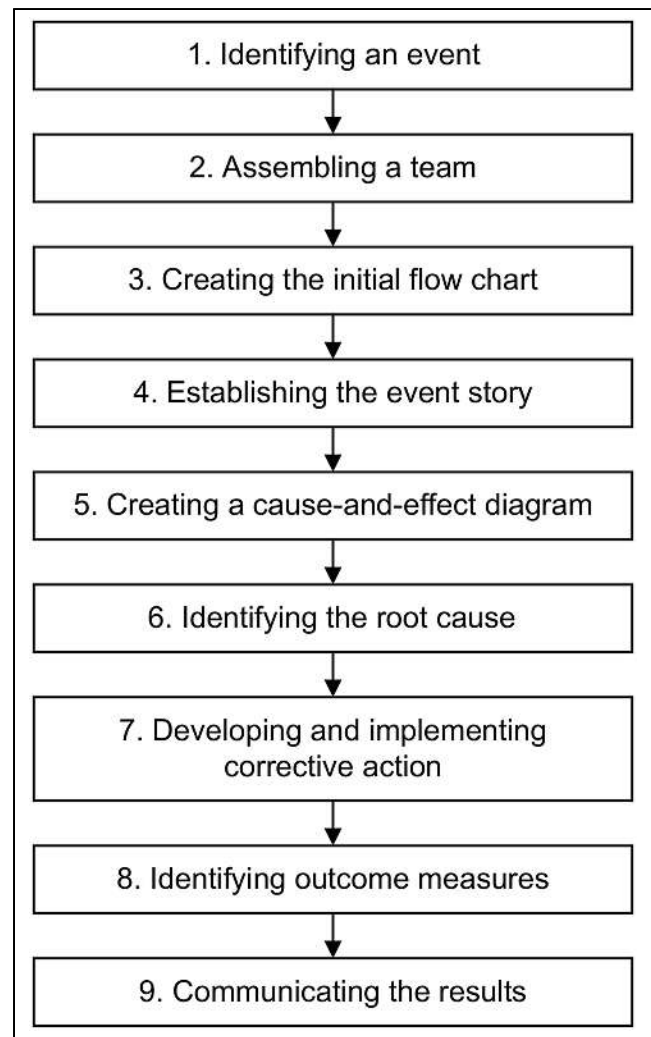 1. Identifying an event
2. Assembling a team
3. Creating the initial flow chart
4. Establishing the event story
5. Creating a cause-and-effect diagram
6. Identifying the root cause
7. Developing and implementing
corrective action
8. Identifying outcome measures
9. Communicating the results